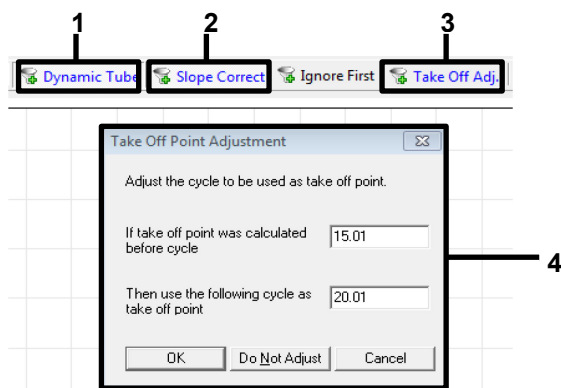 1 2 3
Dynamic Tube Slope Correct Ignore First Take Off Adj.
Take Off Point Adjustment
Adjust the cycle to be used as take off point.
If take off point was calculated
before cycle
15.01
4
Then use the following cycle as
take off point
20.01
OK Do Not Adjust Cancel